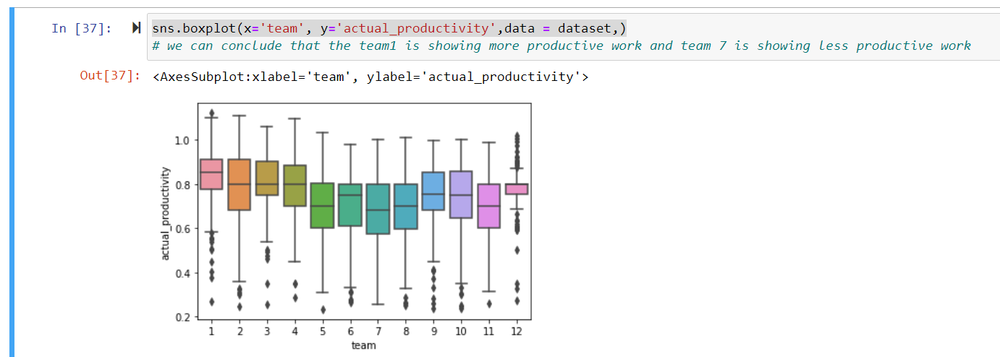 In [37]: sns.boxplot(x='team', y='actual_productivity',data = dataset,)
# we can conclude that the team1 is showing more productive work and team 7 is showing less productive work
Out[37]: <AxesSubplot:xlabel='team', ylabel='actual_productivity'>
actual_productivity
1.0
0.8
0.6
0.4
0.2
1 2 3 4 5 6 7 8 9 10 11 12
team